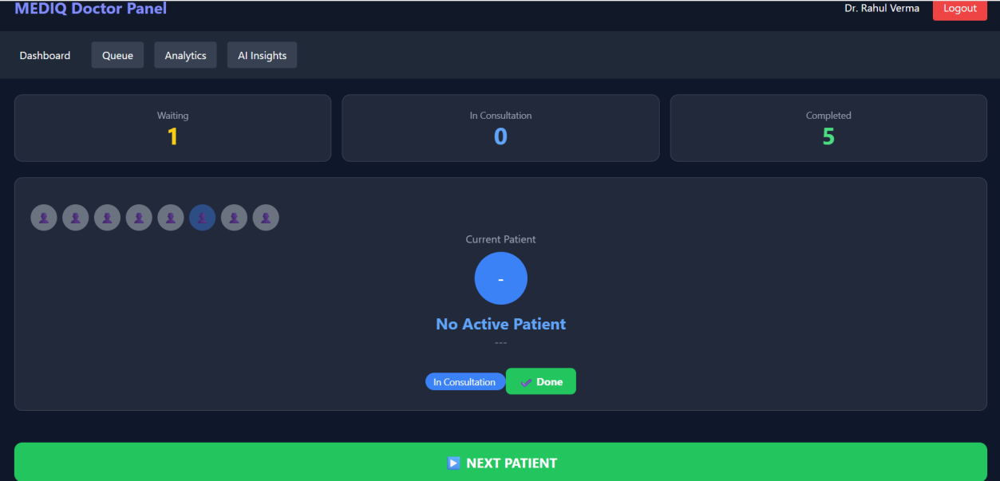 MEDIQ Doctor Panel
Dr. Rahul Verma
Logout
Dashboard
Queue
Analytics
AI Insights
Waiting
1
In Consultation
0
Completed
5
Current Patient
-
No Active Patient
---
In Consultation
✔ Done
▶ NEXT PATIENT